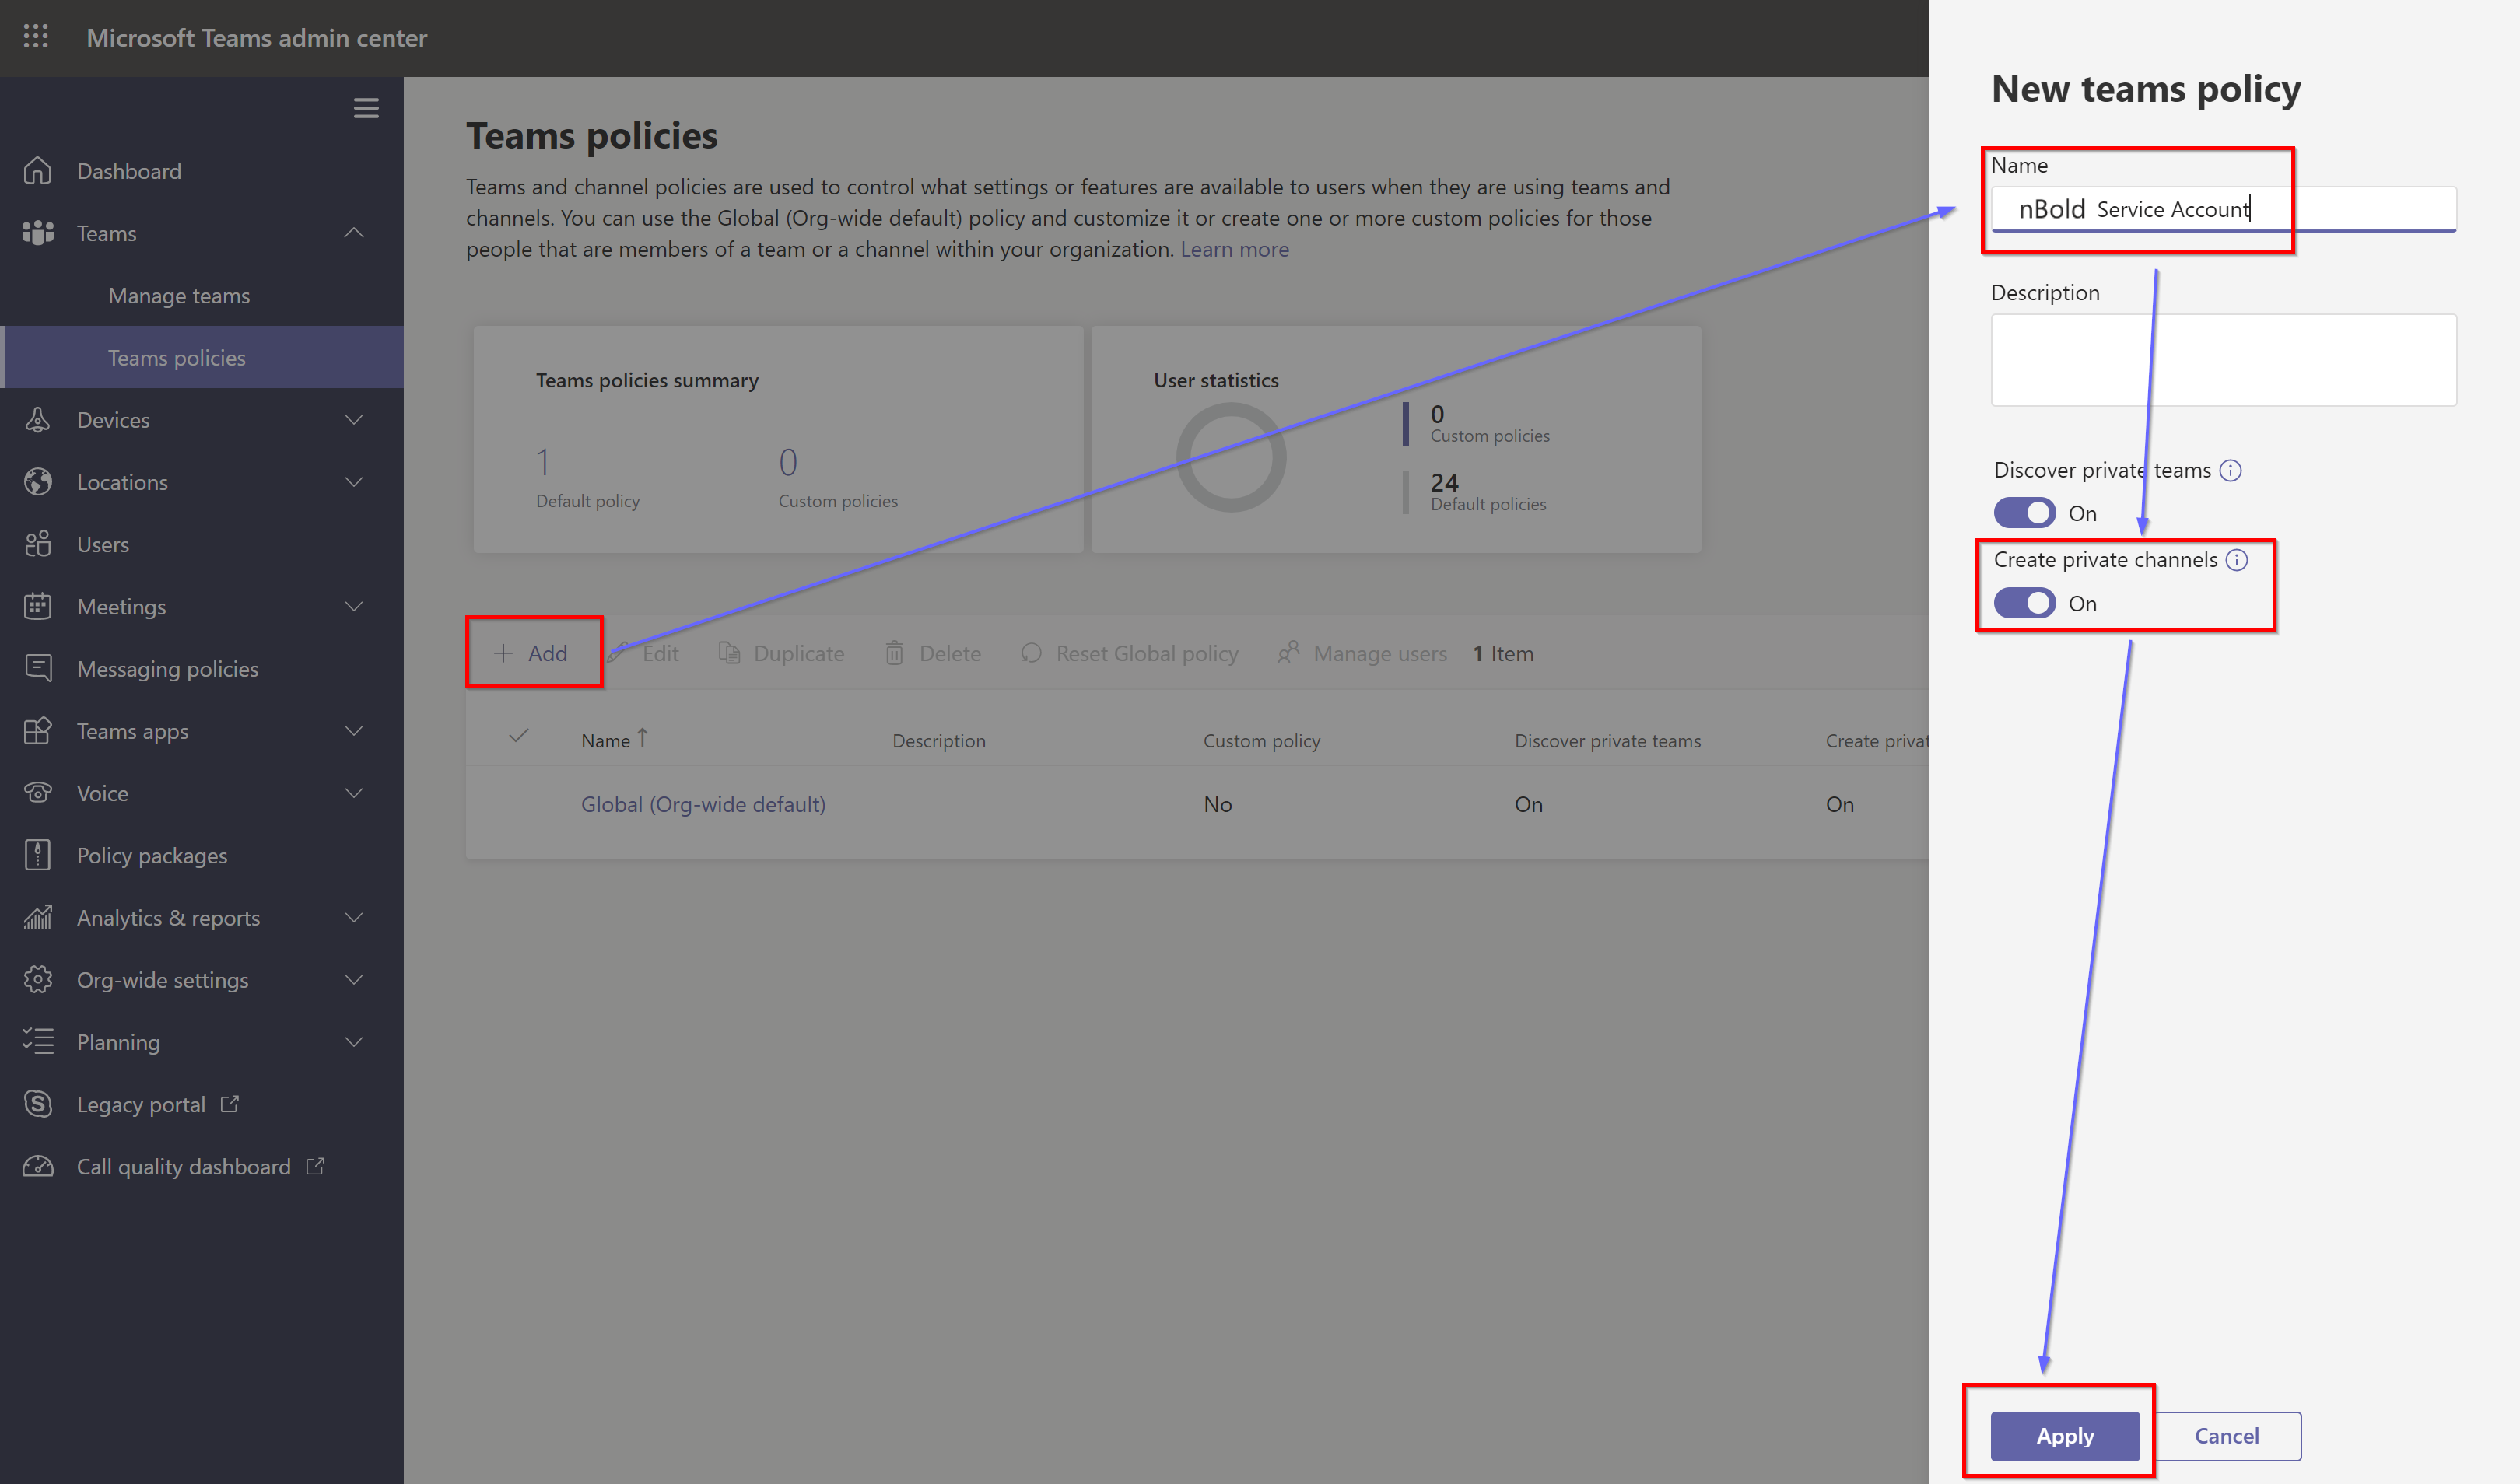 Microsoft Teams admin center
Dashboard
Teams
Manage teams
Teams policies
Devices
Locations
Users
Meetings
Messaging policies
Teams apps
Voice
Policy packages
Analytics & reports
Org-wide settings
Planning
Legacy portal
Call quality dashboard
Teams policies
Teams and channel policies are used to control what settings or features are available to users when they are using teams and
channels. You can use the Global (Org-wide default) policy and customize it or create one or more custom policies for those
people that are members of a team or a channel within your organization. Learn more
Teams policies summary
1
0
Default policy
Custom policies
User statistics
0
Custom policies
24
Default policies
+ Add Edit Duplicate Delete Reset Global policy Manage users 1 Item
Name ↑ Description Custom policy Discover private teams Create privat
Global (Org-wide default) No On On
New teams policy
Name
nBold Service Account
Description
Discover private teams
On
Create private channels
On
Apply Cancel